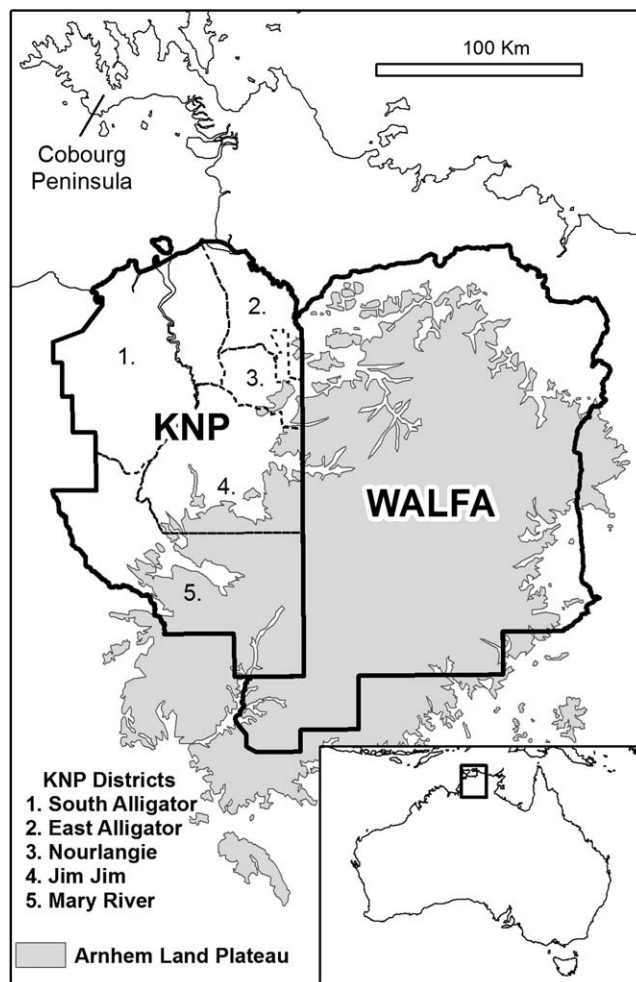 100 Km
Cobourg
Peninsula
2.
1.
3.
KNP
4.
WALFA
5.
KNP Districts
1. South Alligator
2. East Alligator
3. Nourlangie
4. Jim Jim
5. Mary River
Arnhem Land Plateau